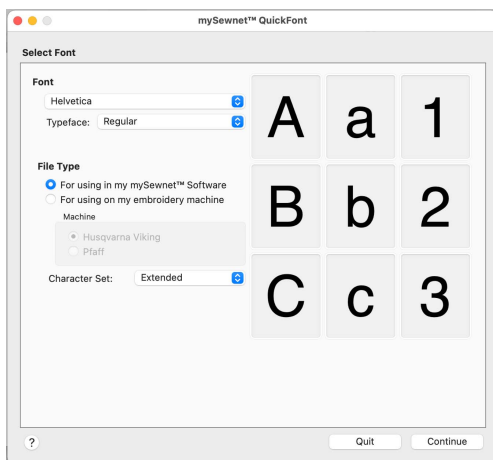 mySewnet™ QuickFont
Select Font
Font
Helvetica
Typeface: Regular
File Type
For using in my mySewnet™ Software
For using on my embroidery machine
Machine
Husqvarna Viking
Pfaff
Character Set: Extended
A a 1
B b 2
C c 3
? Quit Continue